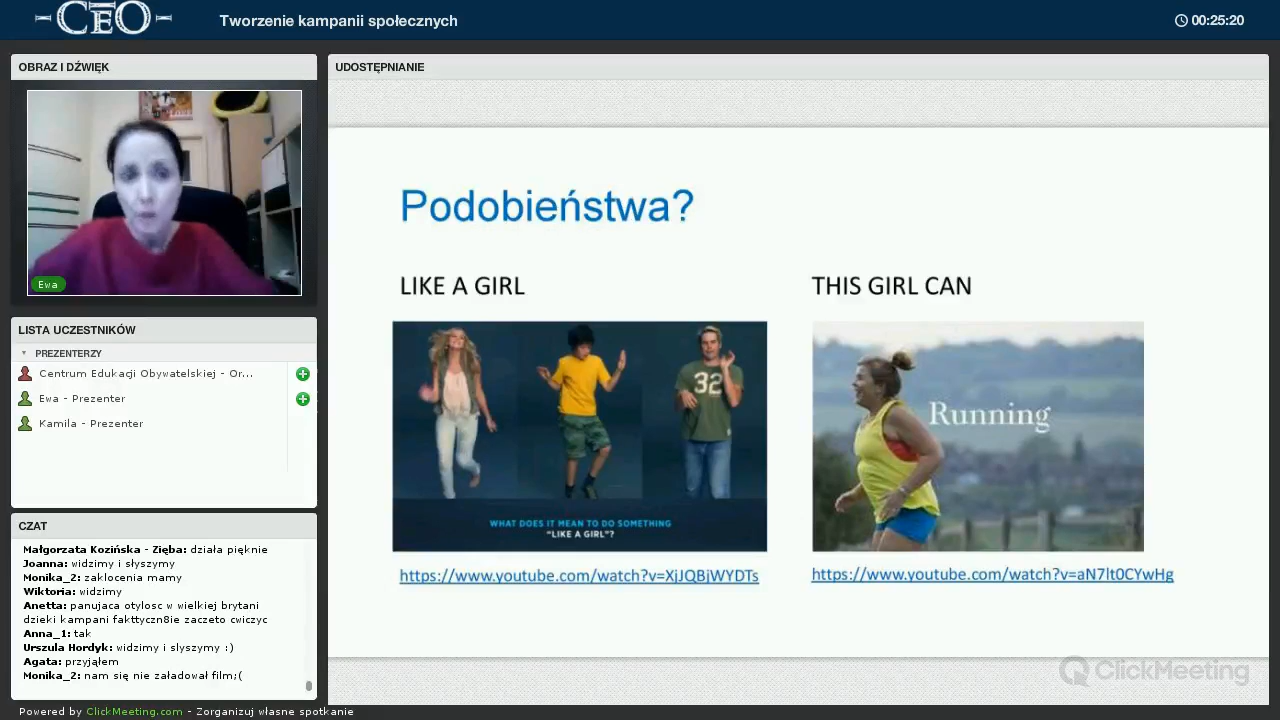 CEO
Tworzenie kampanii społecznych
00:25:20
OBRAZ I DŹWIĘK
Ewa
LISTA UCZESTNIKÓW
PREZENTERZY
Centrum Edukacji Obywatelskiej - Or...
Ewa - Prezenter
Kamila - Prezenter
CZAT
Małgorzata Kozińska - Zięba: działa pięknie
Joanna: widzimy i słyszymy
Monika_2: zaklocenia mamy
Wiktoria: widzimy
Anetta: panujaca otylosc w wielkiej brytani
dzieki kampani fakttyczn8ie zaczeto cwiczyc
Anna_1: tak
Urszula Hordyk: widzimy i slyszymy :)
Agata: przyjąłem
Monika_2: nam się nie załadował film;(
Powered by ClickMeeting.com - Zorganizuj własne spotkanie
UDOSTĘPNIANIE
Podobieństwa?
LIKE A GIRL
32
WHAT DOES IT MEAN TO DO SOMETHING
"LIKE A GIRL"?
https://www.youtube.com/watch?v=XjJQBjWYDTs
THIS GIRL CAN
Running
https://www.youtube.com/watch?v=aN7lt0CYwHg
ClickMeeting